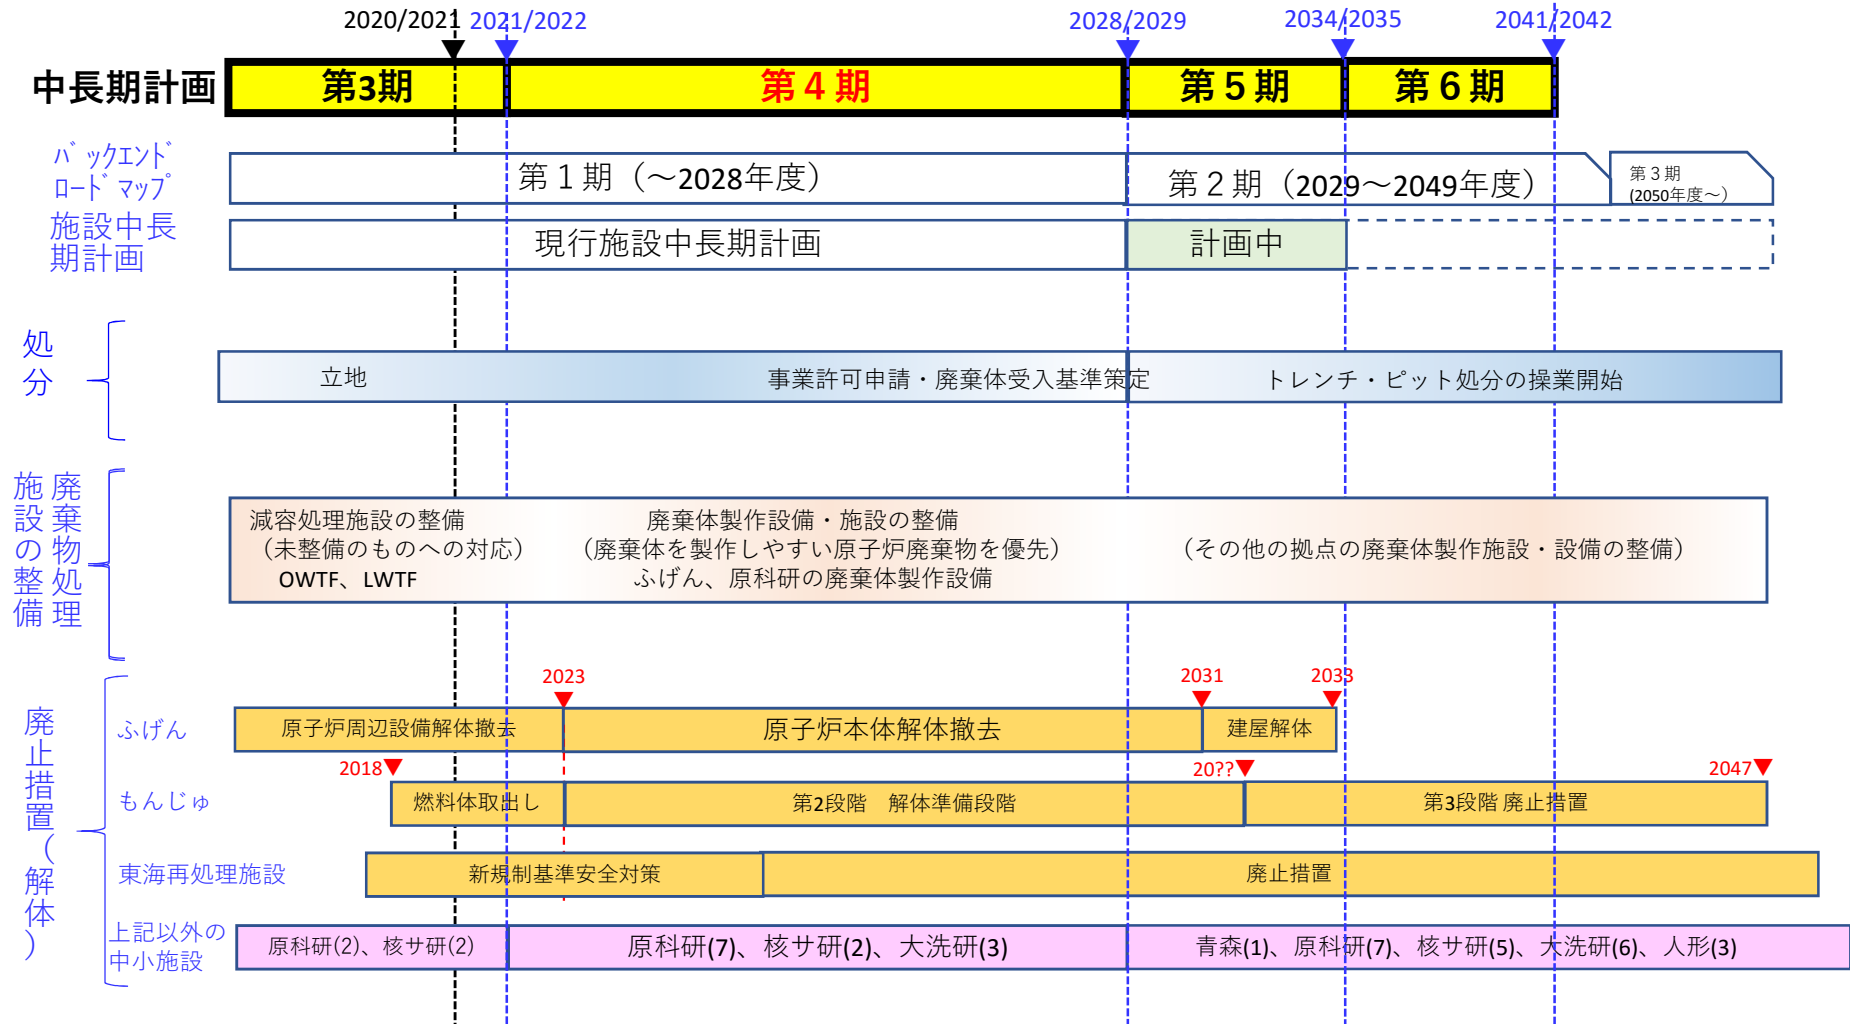 2020/2021
2021/2022
2028/2029
2034/2035
2041/2042
中長期計画
第3期
第４期
第５期
第６期
ﾊﾞｯｸｴﾝﾄﾞ
ﾛｰﾄﾞﾏｯﾌﾟ
第１期（～2028年度）
第２期（2029～2049年度）
第３期
(2050年度～)
施設中長
期計画
現行施設中長期計画
計画中
処分
立地
事業許可申請・廃棄体受入基準策定
トレンチ・ピット処分の操業開始
廃棄物処理
施設の整備
減容処理施設の整備
（未整備のものへの対応）
OWTF、LWTF
廃棄体製作設備・施設の整備
（廃棄体を製作しやすい原子炉廃棄物を優先）
ふげん、原科研の廃棄体製作設備
（その他の拠点の廃棄体製作施設・設備の整備）
廃止措置（解体）
2023
2031
2033
ふげん
原子炉周辺設備解体撤去
原子炉本体解体撤去
建屋解体
2018
20??
2047
もんじゅ
燃料体取出し
第2段階　解体準備段階
第3段階 廃止措置
東海再処理施設
新規制基準安全対策
廃止措置
上記以外の
中小施設
原科研(2)、核サ研(2)
原科研(7)、核サ研(2)、大洗研(3)
青森(1)、原科研(7)、核サ研(5)、大洗研(6)、人形(3)